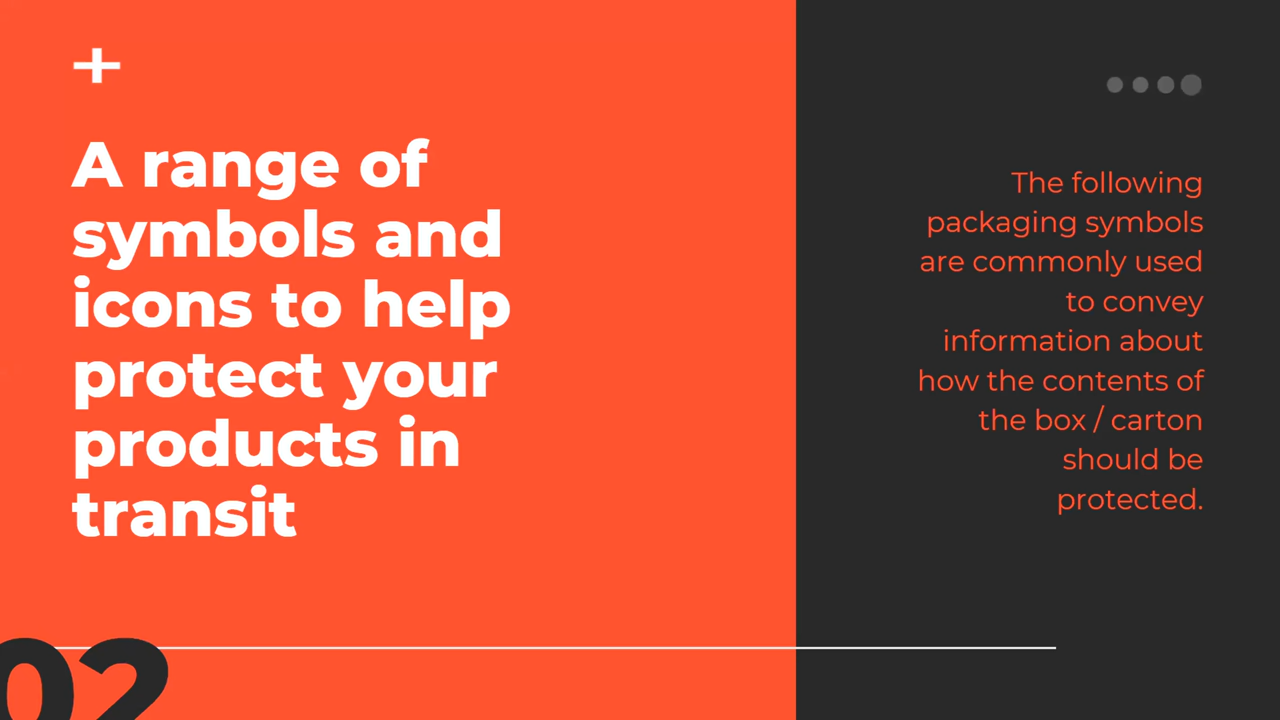 A range of
symbols and
icons to help
protect your
products in
transit
The following
packaging symbols
are commonly used
to convey
information about
how the contents of
the box / carton
should be
protected.
02